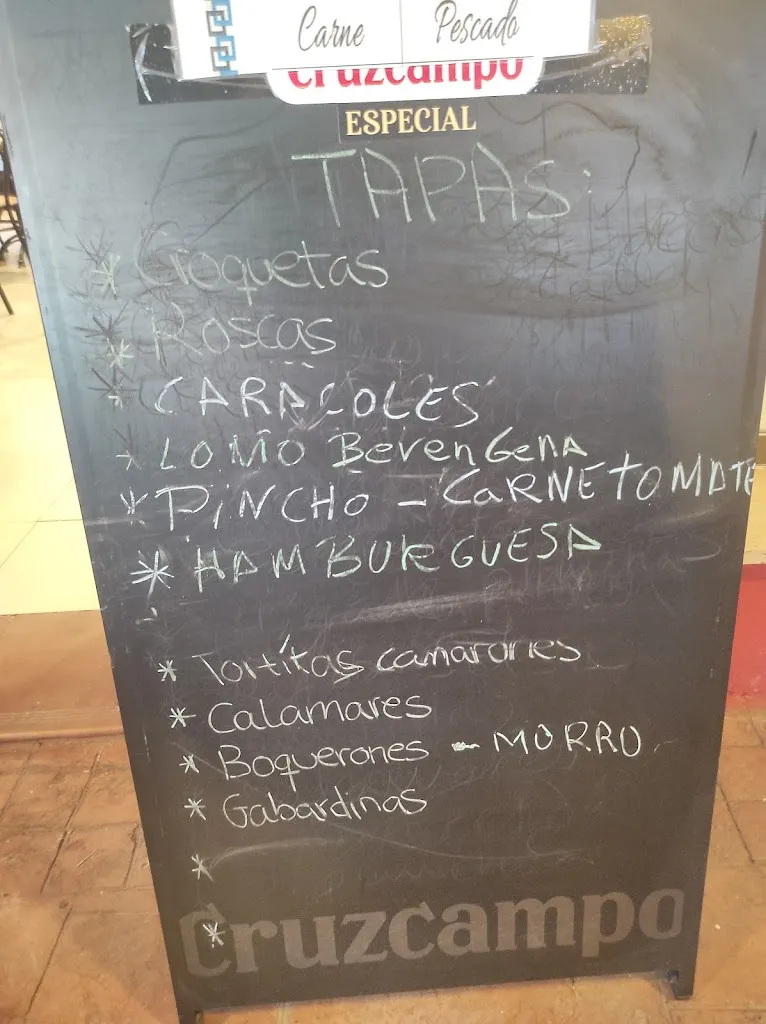 Carne Pescado
Cruzcampo
ESPECIAL
TAPAS:
* Croquetas
* Roscas
* CARACOLES
* LOMO BerenGenA
* PINCHO - CARNE tOMATE
* HAMBURGUESA
* Tortitas camarones
* Calamares
* Boquerones - MORRO
* Gabardinas
*
*
Cruzcampo